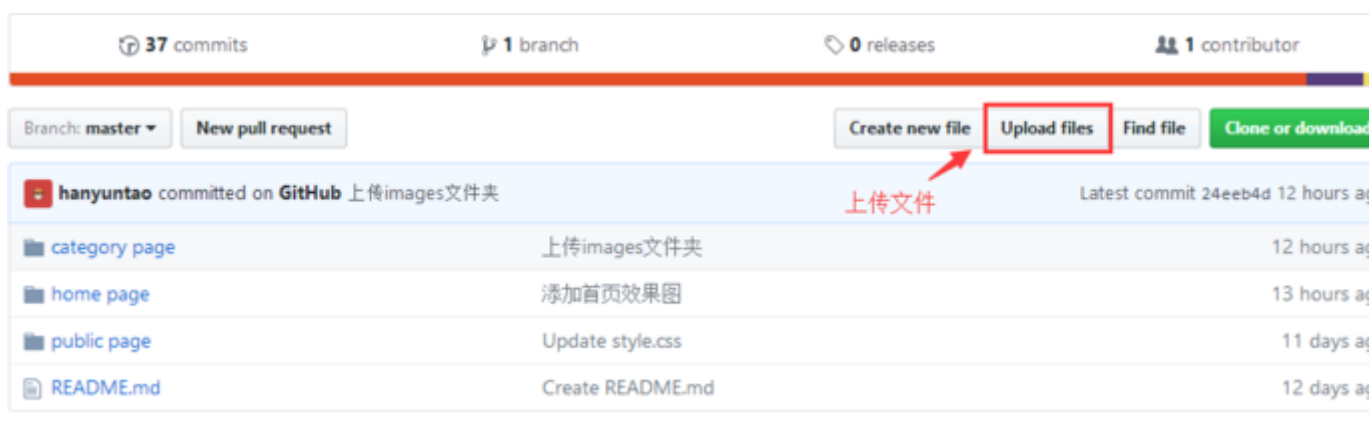 37 commits 1 branch 0 releases 1 contributor
Branch: master New pull request Create new file Upload files Find file Clone or download
hanyuntao committed on GitHub 上传images文件夹 Latest commit 24eeb4d 12 hours ag
上传文件
category page 上传images文件夹 12 hours ag
home page 添加首页效果图 13 hours ag
public page Update style.css 11 days ag
README.md Create README.md 12 days ag